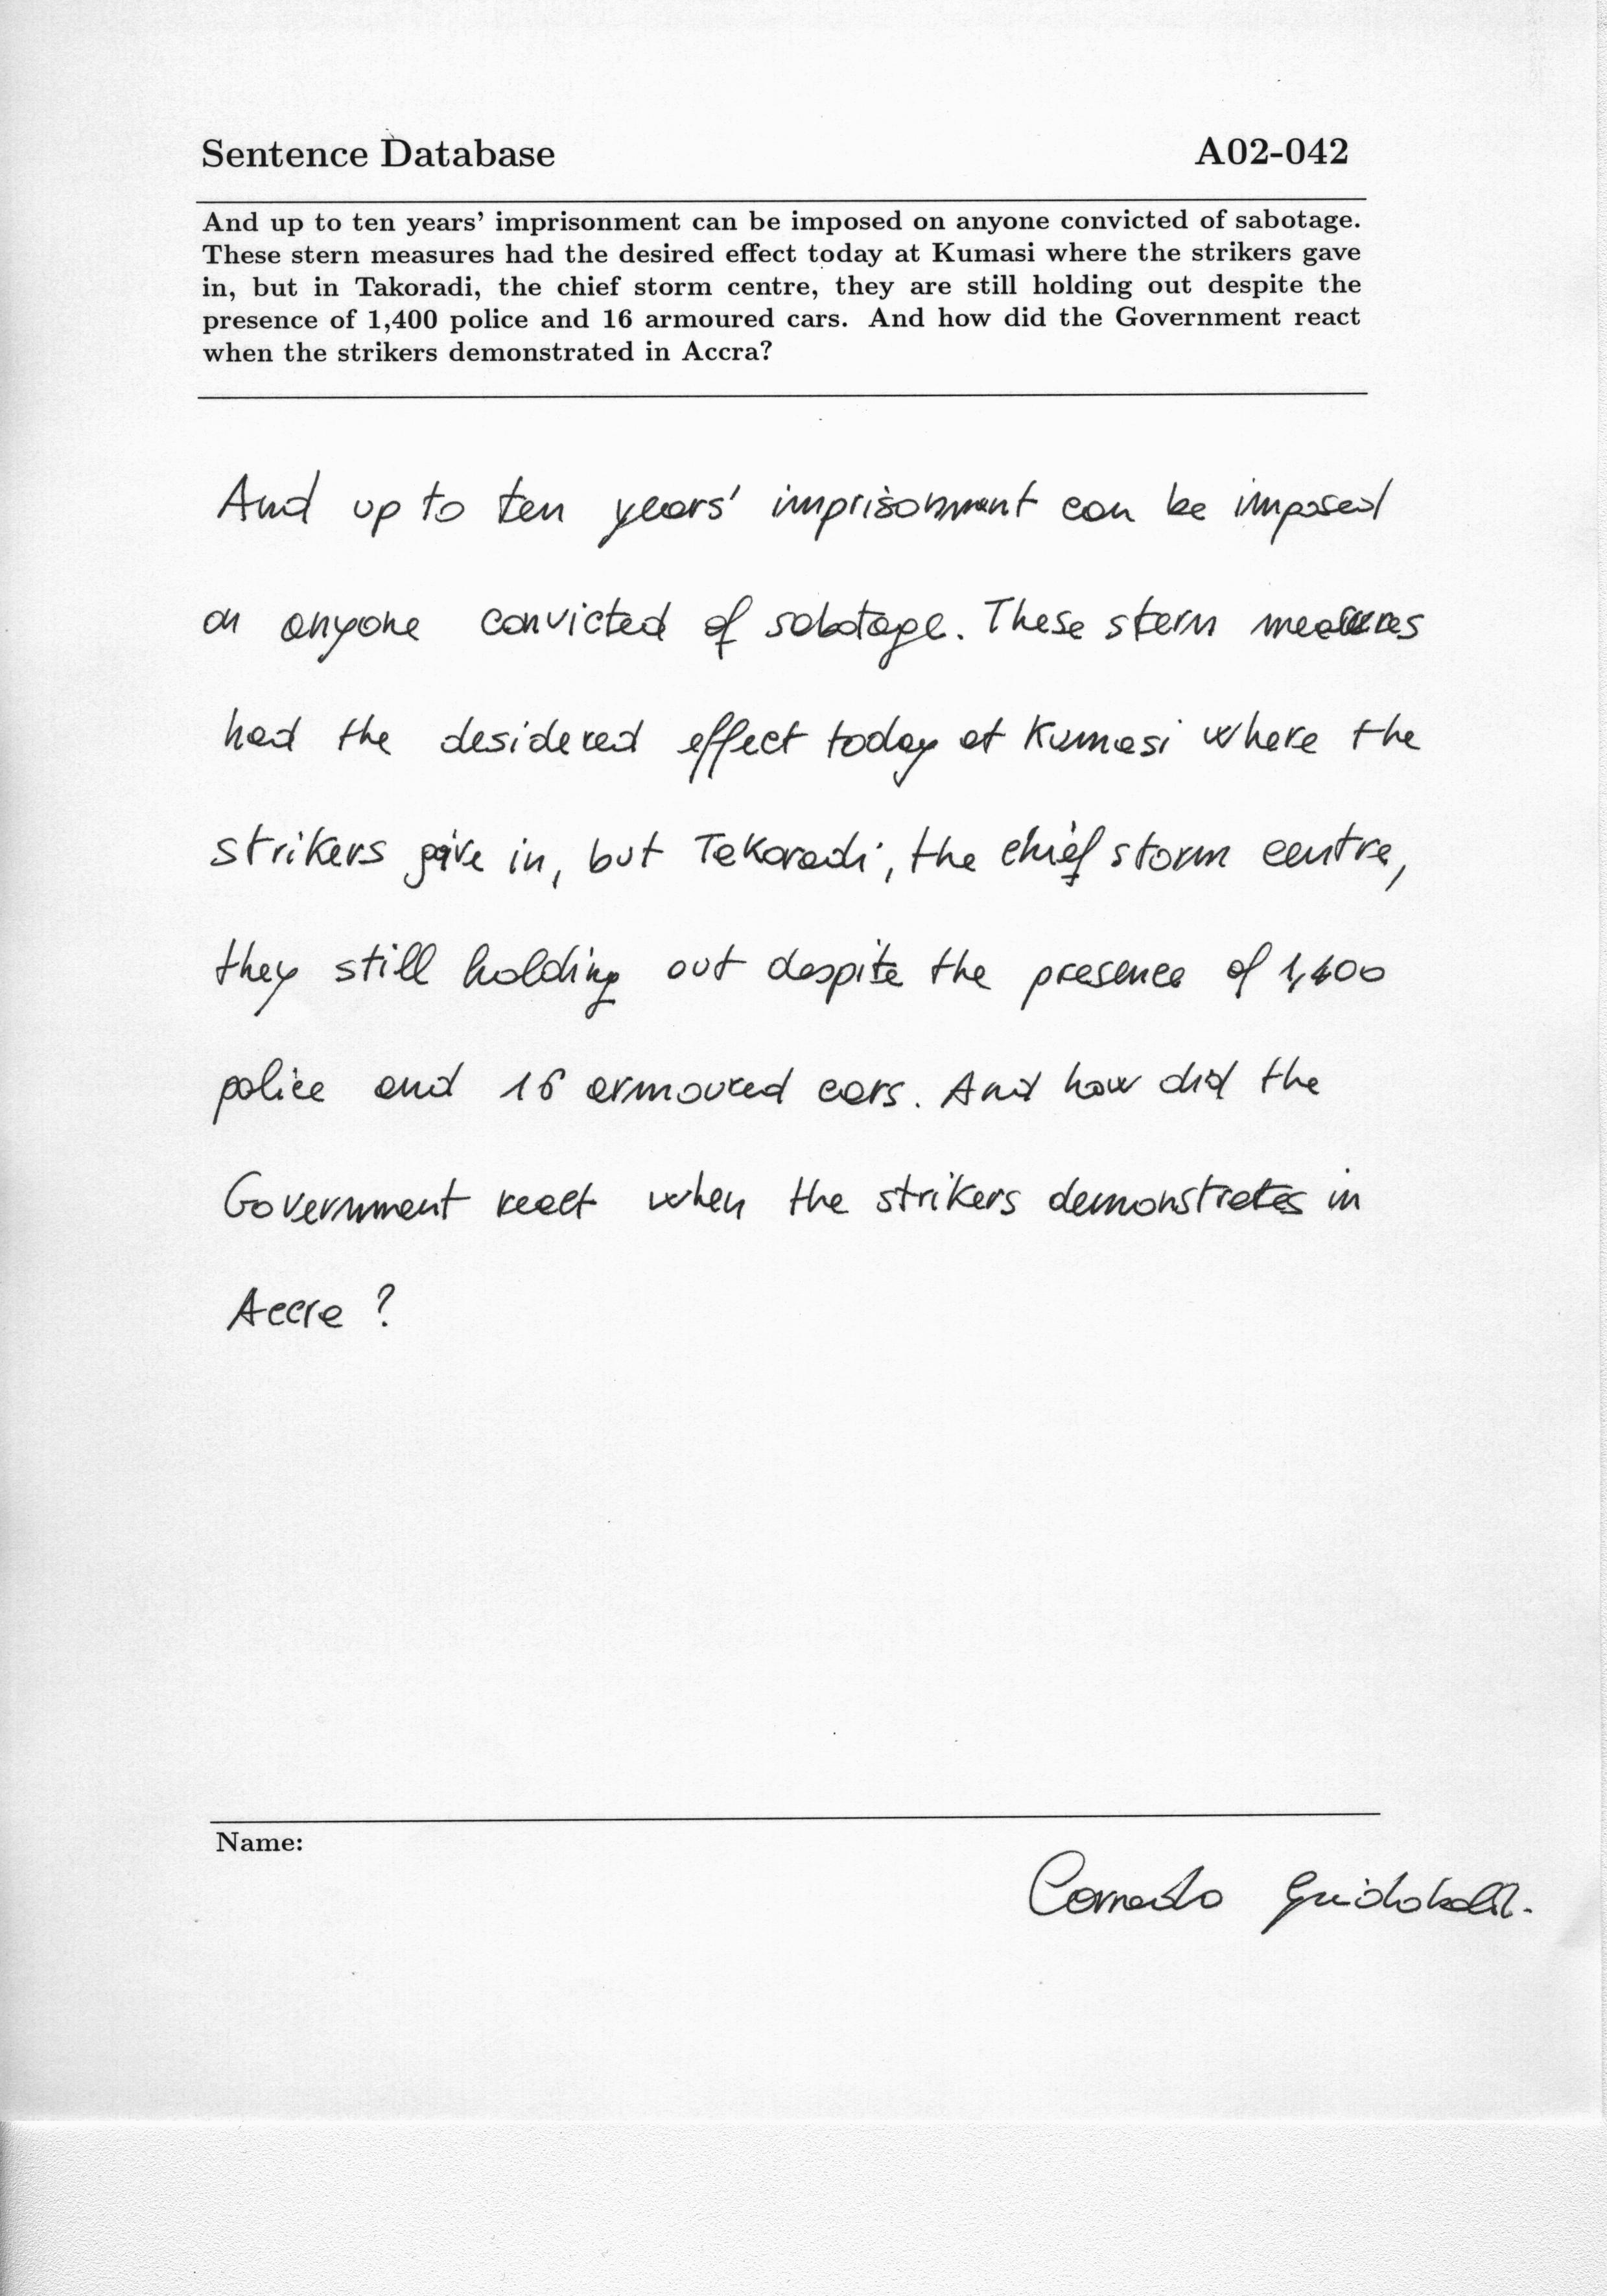 Sentence Database A02-042
And up to ten years' imprisonment can be imposed on anyone convicted of sabotage.
These stern measures had the desired effect today at Kumasi where the strikers gave
in, but in Takoradi, the chief storm centre, they are still holding out despite the
presence of 1,400 police and 16 armoured cars. And how did the Government react
when the strikers demonstrated in Accra?
And up to ten years' imprisonment can be imposed
on anyone convicted of sabotage. These stern measures
had the desidered effect today at Kumasi where the
strikers give in, but Takoradi, the chief storm centre,
they still holding out despite the presence of 1,400
police and 16 armoured cars. And how did the
Government react when the strikers demonstrates in
Accra ?
Name:
Corrado